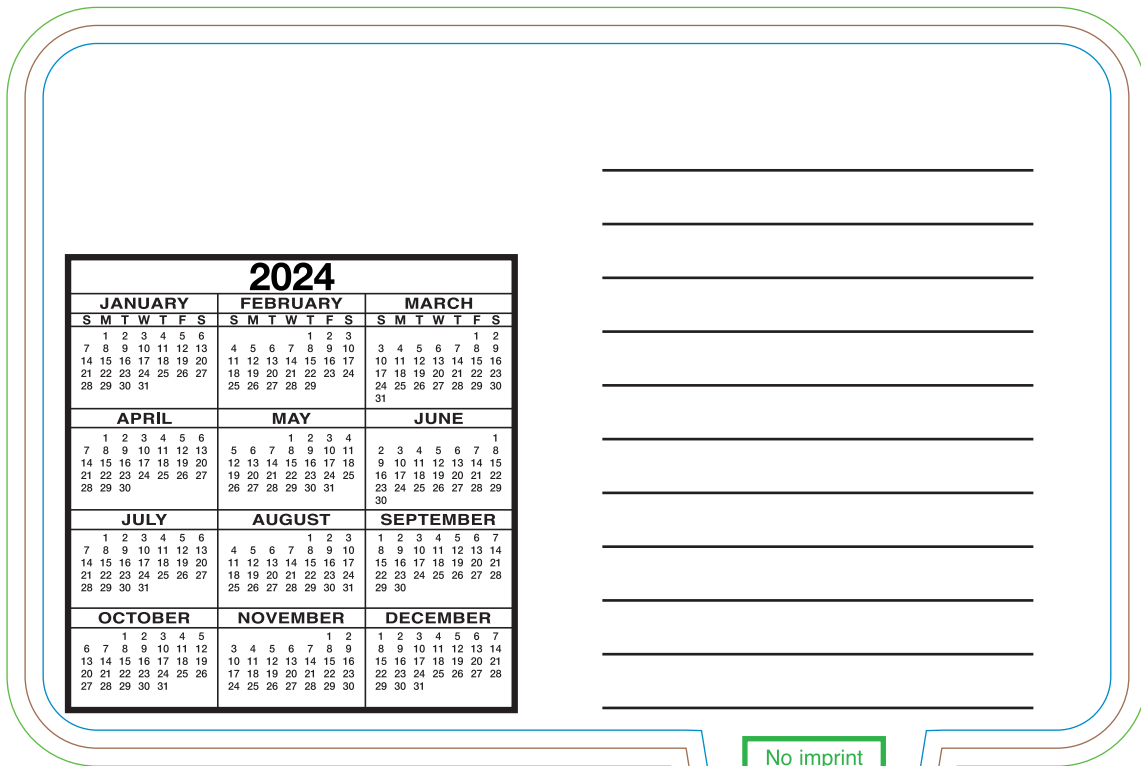 2024
JANUARY FEBRUARY MARCH
S M T W T F S S M T W T F S S M T W T F S
1 2 3 4 5 6 1 2 3 1 2
7 8 9 10 11 12 13 4 5 6 7 8 9 10 3 4 5 6 7 8 9
14 15 16 17 18 19 20 11 12 13 14 15 16 17 10 11 12 13 14 15 16
21 22 23 24 25 26 27 18 19 20 21 22 23 24 17 18 19 20 21 22 23
28 29 30 31 25 26 27 28 29 24 25 26 27 28 29 30
31
APRIL MAY JUNE
1 2 3 4 5 6 1 2 3 4 1
7 8 9 10 11 12 13 5 6 7 8 9 10 11 2 3 4 5 6 7 8
14 15 16 17 18 19 20 12 13 14 15 16 17 18 9 10 11 12 13 14 15
21 22 23 24 25 26 27 19 20 21 22 23 24 25 16 17 18 19 20 21 22
28 29 30 26 27 28 29 30 31 23 24 25 26 27 28 29
30
JULY AUGUST SEPTEMBER
1 2 3 4 5 6 1 2 3 1 2 3 4 5 6 7
7 8 9 10 11 12 13 4 5 6 7 8 9 10 8 9 10 11 12 13 14
14 15 16 17 18 19 20 11 12 13 14 15 16 17 15 16 17 18 19 20 21
21 22 23 24 25 26 27 18 19 20 21 22 23 24 22 23 24 25 26 27 28
28 29 30 31 25 26 27 28 29 30 31 29 30
OCTOBER NOVEMBER DECEMBER
1 2 3 4 5 1 2 1 2 3 4 5 6 7
6 7 8 9 10 11 12 3 4 5 6 7 8 9 8 9 10 11 12 13 14
13 14 15 16 17 18 19 10 11 12 13 14 15 16 15 16 17 18 19 20 21
20 21 22 23 24 25 26 17 18 19 20 21 22 23 22 23 24 25 26 27 28
27 28 29 30 31 24 25 26 27 28 29 30 29 30 31
No imprint